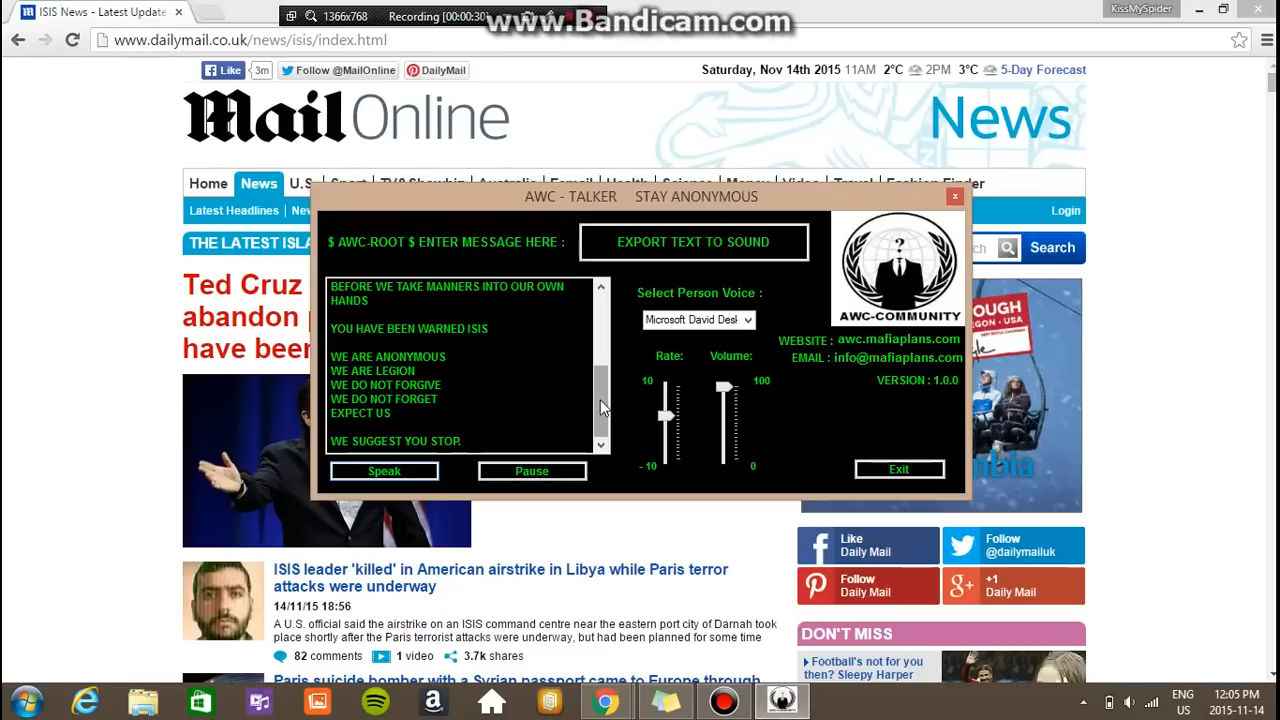 ISIS News - Latest Update
1366x768
Recording [00:00:30]
www.Bandicam.com
KissMySpider
www.dailymail.co.uk/news/isis/index.html
Like
3m
Follow @MailOnline
DailyMail
Saturday, Nov 14th 2015 11AM 2°C 2PM 3°C 5-Day Forecast
Mail Online
News
Home
News
U.S.
Latest Headlines
Login
THE LATEST ISLA
Search
Ted Cruz
abandon
have been
AWC - TALKER STAY ANONYMOUS
$ AWC-ROOT $ ENTER MESSAGE HERE :
EXPORT TEXT TO SOUND
BEFORE WE TAKE MANNERS INTO OUR OWN
HANDS
YOU HAVE BEEN WARNED ISIS
WE ARE ANONYMOUS
WE ARE LEGION
WE DO NOT FORGIVE
WE DO NOT FORGET
EXPECT US
WE SUGGEST YOU STOP.
Speak
Pause
Select Person Voice :
Microsoft David Desk
Rate:
Volume:
10
100
- 10
0
?
AWC-COMMUNITY
WEBSITE : awc.mafiaplans.com
EMAIL : info@mafiaplans.com
VERSION : 1.0.0
Exit
OUGH
EGON - USA
mbia
ISIS leader 'killed' in American airstrike in Libya while Paris terror
attacks were underway
14/11/15 18:56
A U.S. official said the airstrike on an ISIS command centre near the eastern port city of Darnah took
place shortly after the Paris terrorist attacks were underway, but had been planned for some time
82 comments
1 video
3.7k shares
Paris suicide bomber with a Syrian passport came to Europe through
Like
Daily Mail
Follow
@dailymailuk
Follow
Daily Mail
+1
Daily Mail
DON'T MISS
Football's not for you
then? Sleepy Harper
ENG
US
12:05 PM
2015-11-14